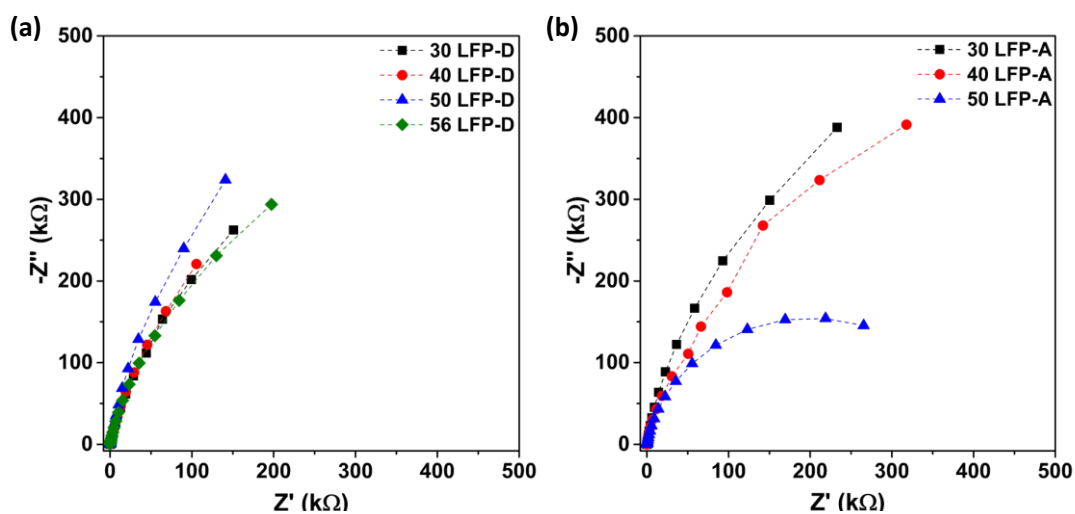 (a)
500
400
300
200
100
0
-Z" (kΩ)
30 LFP-D
40 LFP-D
50 LFP-D
56 LFP-D
0 100 200 300 400 500
Z' (kΩ)
(b)
500
400
300
200
100
0
-Z" (kΩ)
30 LFP-A
40 LFP-A
50 LFP-A
0 100 200 300 400 500
Z' (kΩ)